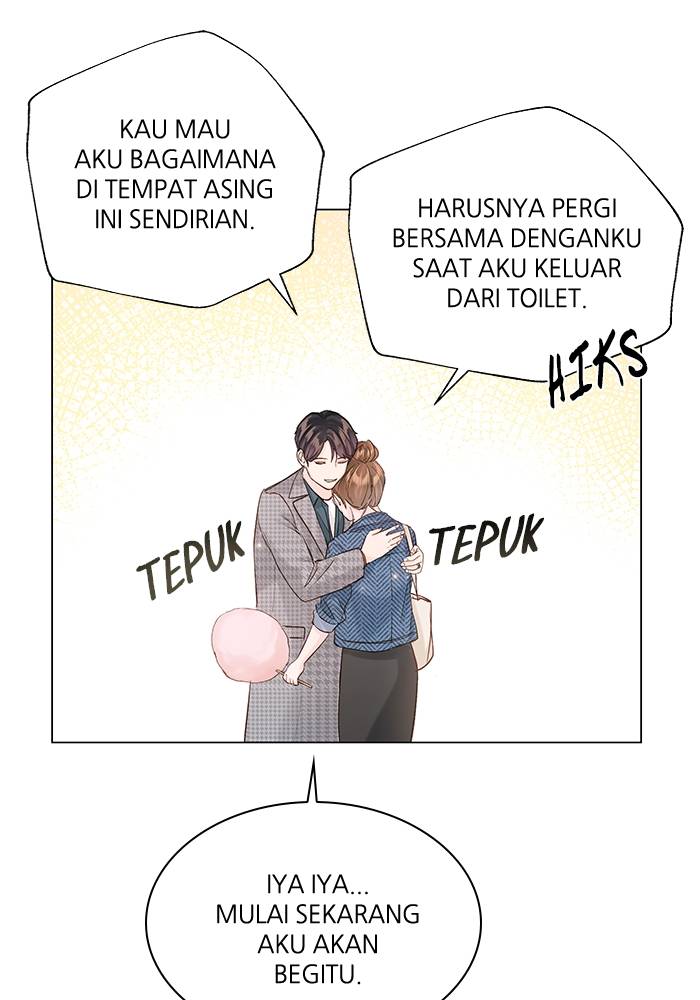 KAU MAU
AKU BAGAIMANA
DI TEMPAT ASING
INI SENDIRIAN.
HARUSNYA PERGI
BERSAMA DENGANKU
SAAT AKU KELUAR
DARI TOILET.
HIKS
TEPUK
TEPUK
IYA IYA...
MULAI SEKARANG
AKU AKAN
BEGITU.